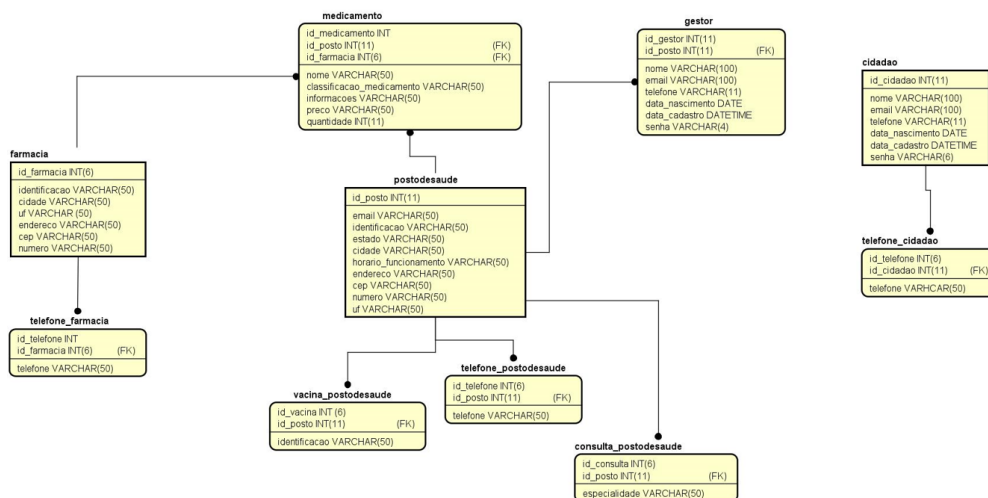 medicamento
id_medicamento INT
id_posto INT(11) (FK)
id_farmacia INT(6) (FK)
nome VARCHAR(50)
classificacao_medicamento VARCHAR(50)
informacoes VARCHAR(50)
preco VARCHAR(50)
quantidade INT(11)
gestor
id_gestor INT(11)
id_posto INT(11) (FK)
nome VARCHAR(100)
email VARCHAR(100)
telefone VARCHAR(11)
data_nascimento DATE
data_cadastro DATETIME
senha VARCHAR(4)
cidadao
id_cidadao INT(11)
nome VARCHAR(100)
email VARCHAR(100)
telefone VARCHAR(11)
data_nascimento DATE
data_cadastro DATETIME
senha VARCHAR(6)
farmacia
id_farmacia INT(6)
identificacao VARCHAR(50)
cidade VARCHAR(50)
uf VARCHAR (50)
endereco VARCHAR(50)
cep VARCHAR(50)
numero VARCHAR(50)
postodesaude
id_posto INT(11)
email VARCHAR(50)
identificacao VARCHAR(50)
estado VARCHAR(50)
cidade VARCHAR(50)
horario_funcionamento VARCHAR(50)
endereco VARCHAR(50)
cep VARCHAR(50)
numero VARCHAR(50)
uf VARCHAR(50)
telefone_cidadao
id_telefone INT(6)
id_cidadao INT(11) (FK)
telefone VARHCAR(50)
telefone_farmacia
id_telefone INT
id_farmacia INT(6) (FK)
telefone VARCHAR(50)
vacina_postodesaude
id_vacina INT (6)
id_posto INT(11) (FK)
identificacao VARCHAR(50)
telefone_postodesaude
id_telefone INT(6)
id_posto INT(11) (FK)
telefone VARCHAR(50)
consulta_postodesaude
id_consulta INT(6)
id_posto INT(11) (FK)
especialidade VARCHAR(50)